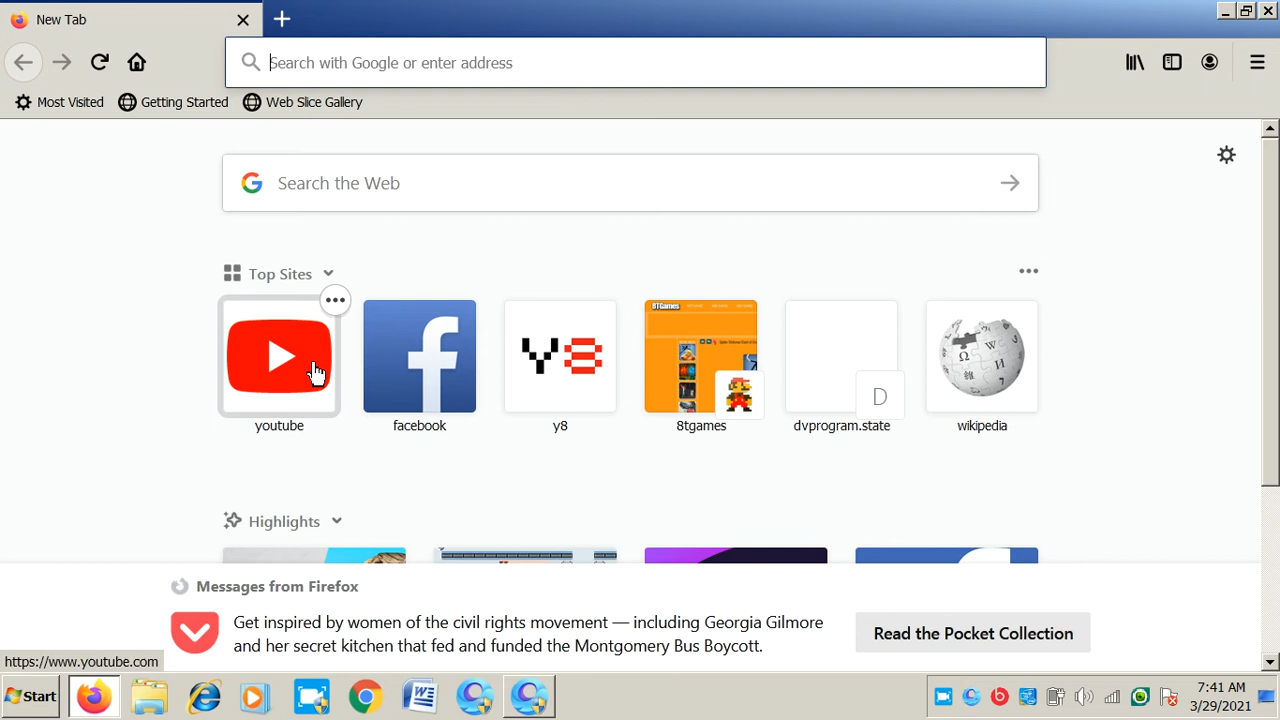 New Tab
Search with Google or enter address
Most Visited
Getting Started
Web Slice Gallery
Search the Web
Top Sites
8TGames
Y8
D
youtube
facebook
y8
8tgames
dvprogram.state
wikipedia
Highlights
Messages from Firefox
Get inspired by women of the civil rights movement — including Georgia Gilmore
and her secret kitchen that fed and funded the Montgomery Bus Boycott.
Read the Pocket Collection
https://www.youtube.com
Start
7:41 AM
3/29/2021